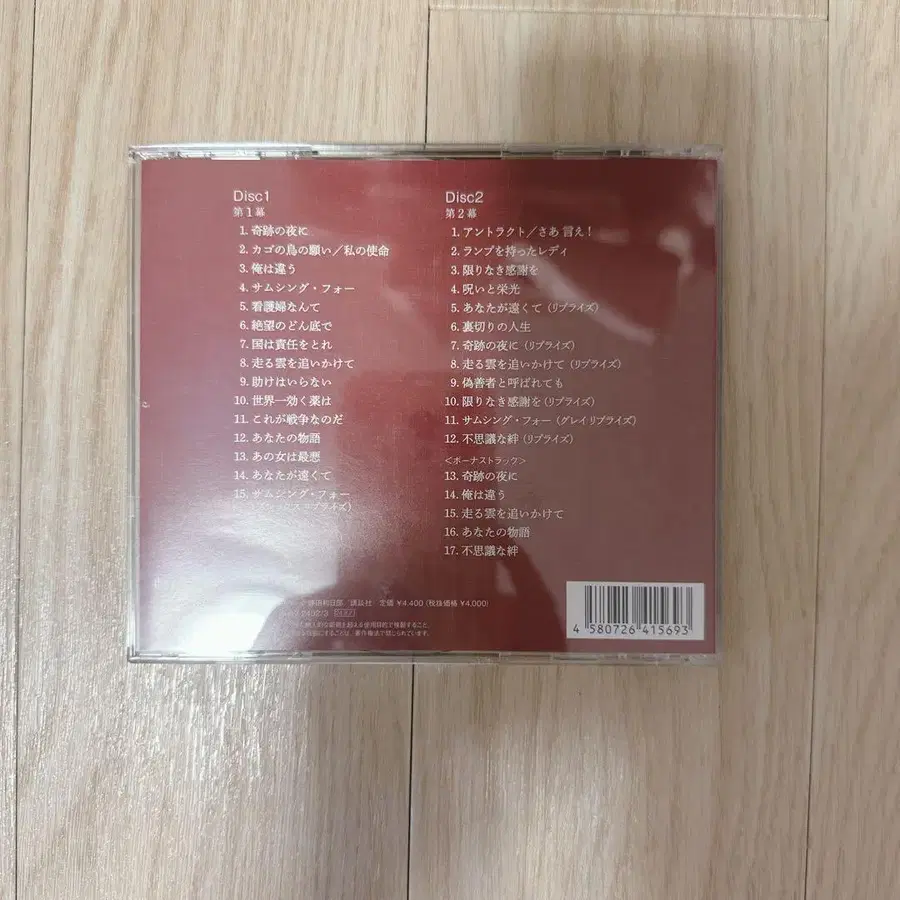 Disc1
第1幕
1. 奇跡の夜に
2. カゴの鳥の願い／私の使命
3. 俺は違う
4. サムシング・フォー
5. 看護婦なんて
6. 絶望のどん底で
7. 国は責任をとれ
8. 走る雲を追いかけて
9. 助けはいらない
10. 世界一効く薬は
11. これが戦争なのだ
12. あなたの物語
13. あの女は最悪
14. あなたが遠くて
15. サムシング・フォー
Disc2
第2幕
1. アントラクト／さあ 言え！
2. ランプを持ったレディ
3. 限りなき感謝を
4. 呪いと栄光
5. あなたが遠くて（リプライズ）
6. 裏切りの人生
7. 奇跡の夜に（リプライズ）
8. 走る雲を追いかけて（リプライズ）
9. 偽善者と呼ばれても
10. 限りなき感謝を（リプライズ）
11. サムシング・フォー（グレイ リプライズ）
12. 不思議な絆（リプライズ）
＜ボーナストラック＞
13. 奇跡の夜に
14. 俺は違う
15. 走る雲を追いかけて
16. あなたの物語
17. 不思議な絆
藤田和日郎／講談社 定価 ¥4,400（税抜価格 ¥4,000）
4 580726 415693